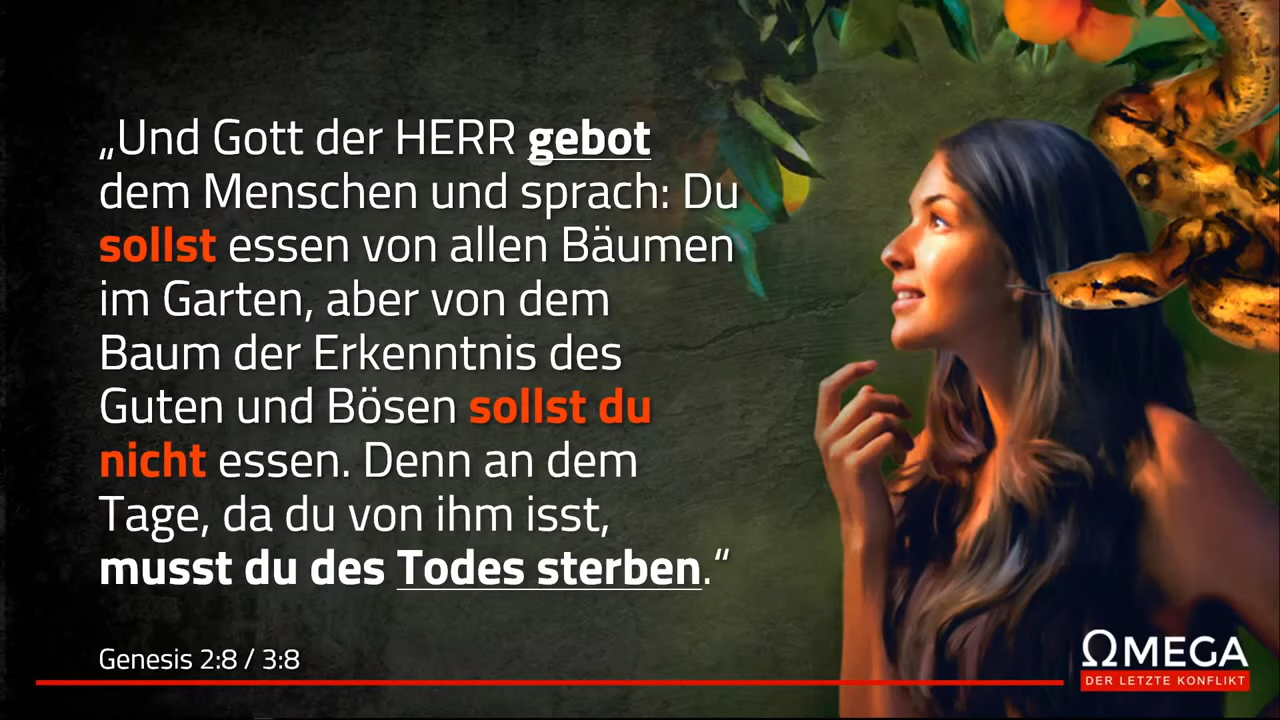 „Und Gott der HERR gebot
dem Menschen und sprach: Du
sollst essen von allen Bäumen
im Garten, aber von dem
Baum der Erkenntnis des
Guten und Bösen sollst du
nicht essen. Denn an dem
Tage, da du von ihm isst,
musst du des Todes sterben.“
Genesis 2:8 / 3:8
ΩMEGA
DER LETZTE KONFLIKT